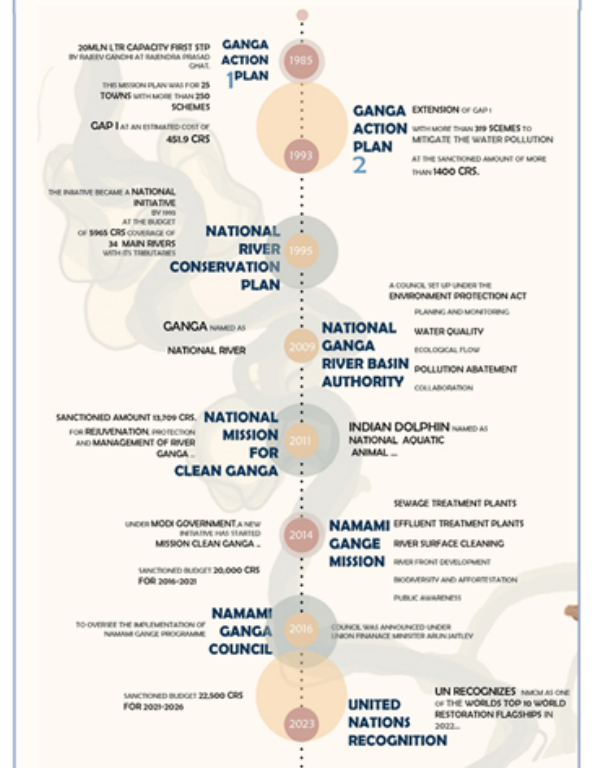 20MLN LTR CAPACITY FIRST STP
BY RAJEEV GANDHI AT RAJENDRA PRASAD
GHAT.
GANGA
ACTION
1PLAN
1985
THIS MISSION PLAN WAS FOR 25
TOWNS WITH MORE THAN 250
SCHEMES
GAP I AT AN ESTIMATED COST OF
451.9 CRS
GANGA
ACTION
PLAN
2
EXTENSION OF GAP I
WITH MORE THAN 319 SCEMES TO
MITIGATE THE WATER POLLUTION
AT THE SANCTIONED AMOUNT OF MORE
THAN 1400 CRS.
1993
THE INIIATIVE BECAME A NATIONAL
INITIATIVE
BY 1995
AT THE BUDGET
OF 5965 CRS COVERAGE OF
34 MAIN RIVERS
WITH ITS TRIBUTARIES
NATIONAL
RIVER
CONSERVATION
PLAN
1995
A COUNCIL SET UP UNDER THE
ENVIRONMENT PROTECTION ACT
PLANING AND MONITORING
WATER QUALITY
ECOLOGICAL FLOW
POLLUTION ABATEMENT
COLLABORATION
GANGA NAMED AS
NATIONAL RIVER
2009
NATIONAL
GANGA
RIVER BASIN
AUTHORITY
SANCTIONED AMOUNT 13,709 CRS.
FOR REJUVENATION, PROTECTION
AND MANAGEMENT OF RIVER
GANGA ..
NATIONAL
MISSION
FOR
CLEAN GANGA
2011
INDIAN DOLPHIN NAMED AS
NATIONAL AQUATIC
ANIMAL ...
UNDER MODI GOVERNMENT,A NEW
INITIATIVE HAS STARTED
MISSION CLEAN GANGA ..
SANCTIONED BUDGET 20,000 CRS
FOR 2016-2021
2014
NAMAMI
GANGE
MISSION
SEWAGE TREATMENT PLANTS
EFFLUENT TREATMENT PLANTS
RIVER SURFACE CLEANING
RIVER FRONT DEVELOPMENT
BIODIVERSITY AND AFFORTESTATION
PUBLIC AWARENESS
TO OVERSEE THE IMPLEMENTATION OF
NAMAMI GANGE PROGRAMME
NAMAMI
GANGA
COUNCIL
2016
COUNCIL WAS ANNOUNCED UNDER
UNION FINANACE MINISITER ARUN JAITLEY
SANCTIONED BUDGET 22,500 CRS
FOR 2021-2026
2023
UNITED
NATIONS
RECOGNITION
UN RECOGNIZES NMCM AS ONE
OF THE WORLDS TOP 10 WORLD
RESTORATION FLAGSHIPS IN
2022...